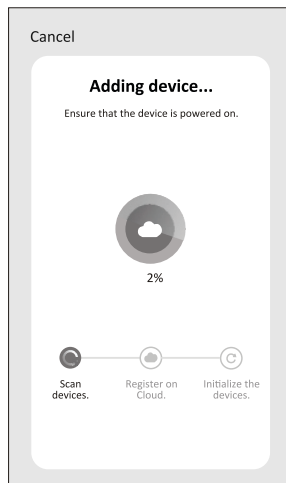 Cancel
Adding device...
Ensure that the device is powered on.
2%
Scan
devices.
Register on
Cloud.
Initialize the
devices.